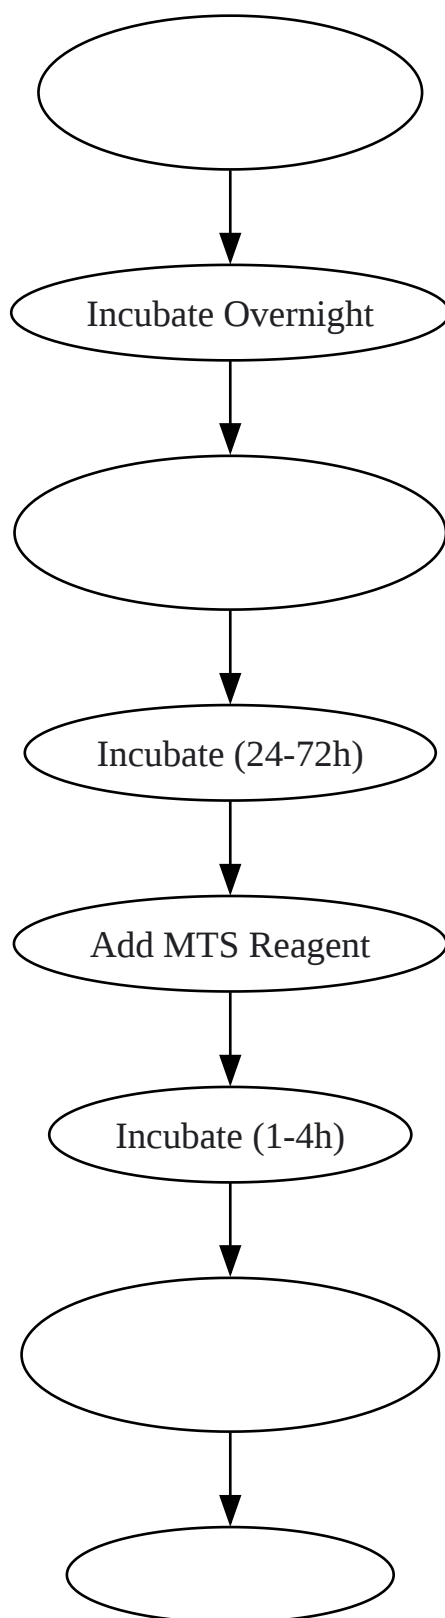 Incubate Overnight
Incubate (24-72h)
Add MTS Reagent
Incubate (1-4h)